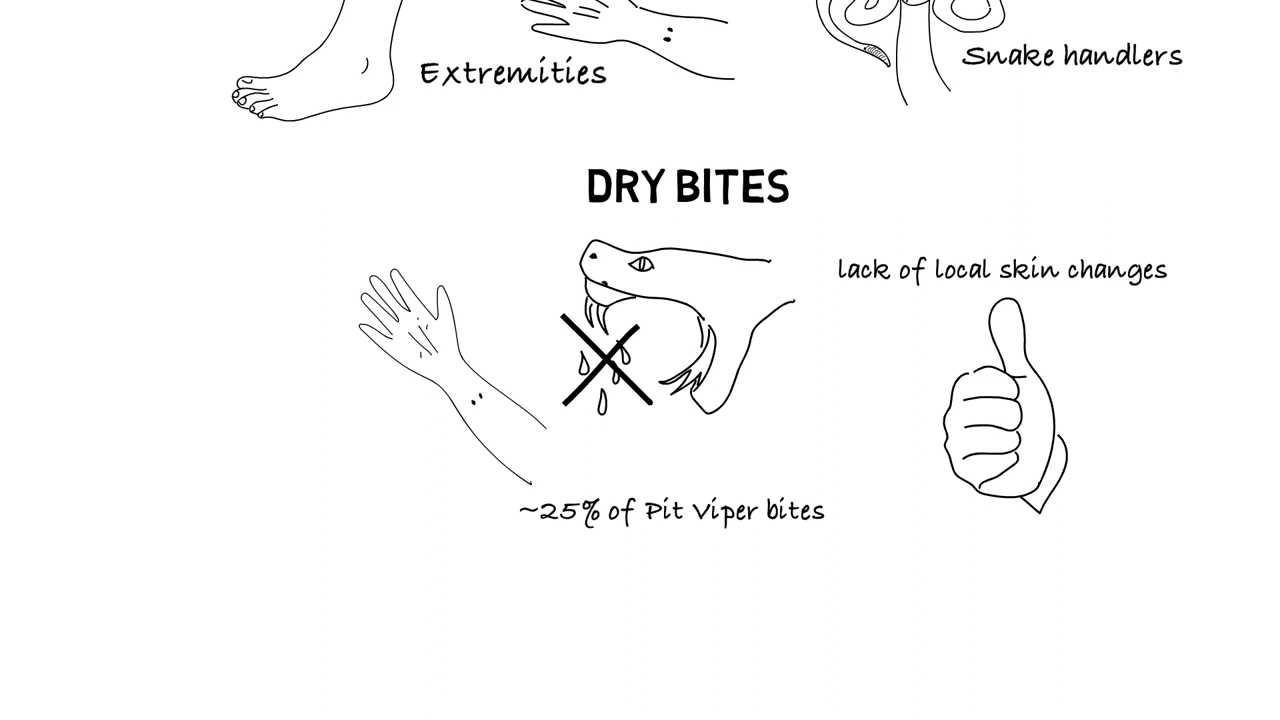 Snake handlers
Extremities
DRY BITES
lack of local skin changes
~25% of Pit Viper bites